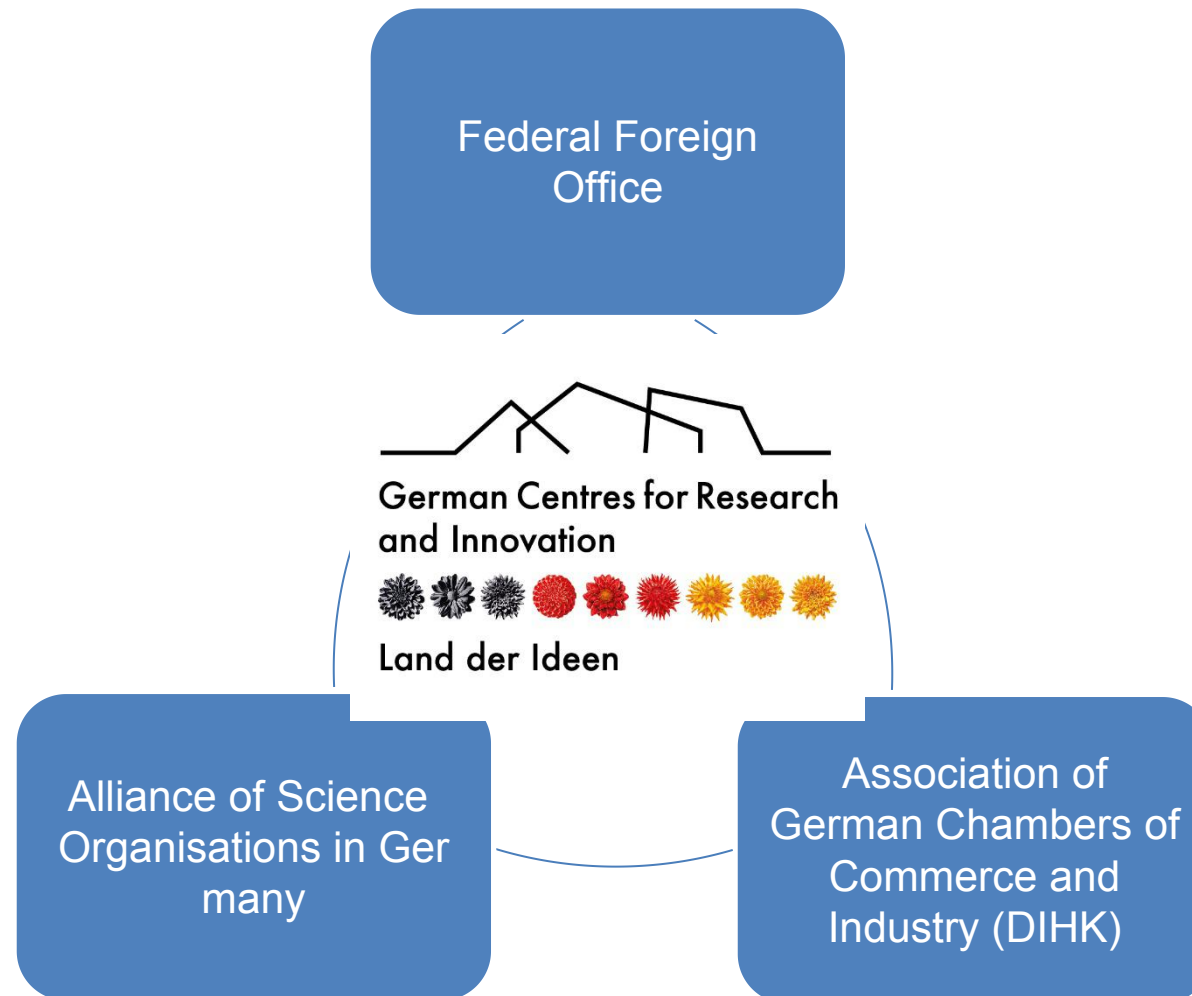 Federal Foreign
Office
German Centres for Research
and Innovation
Land der Ideen
Alliance of Science
Organisations in Ger
many
Association of
German Chambers of
Commerce and
Industry (DIHK)